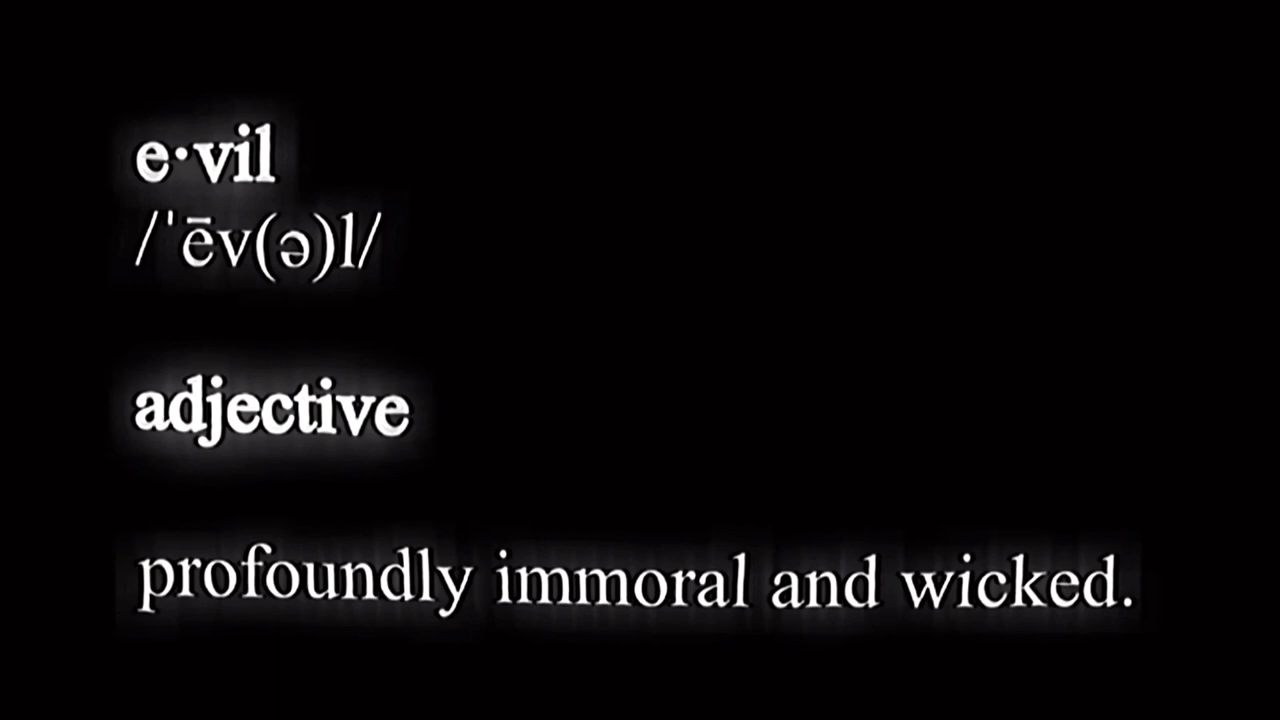 e·vil
/ˈēv(ə)l/
adjective
profoundly immoral and wicked.